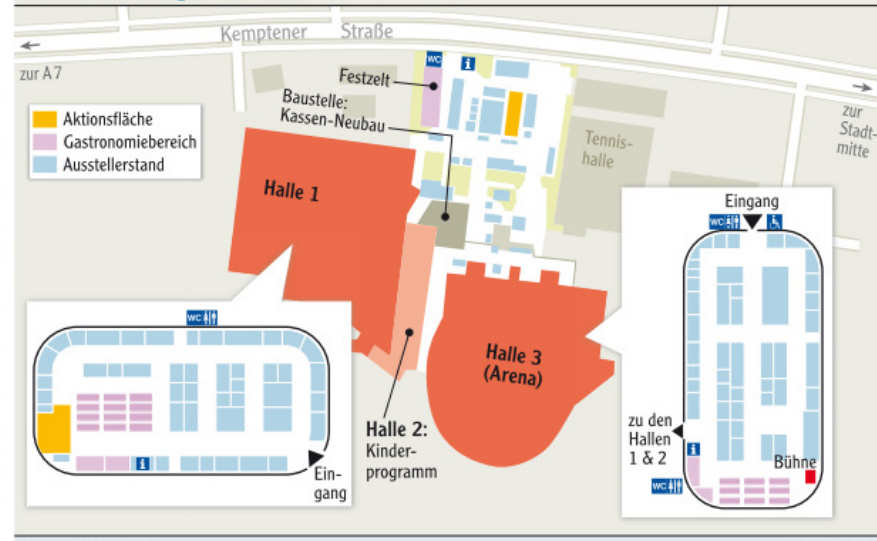 Kemptener Straße
zur A 7
WC
i
Festzelt
Baustelle:
Kassen-Neubau
Aktionsfläche
Gastronomiebereich
Ausstellerstand
zur
Stadt-
mitte
Tennis-
halle
Halle 1
Eingang
WC
WC
Halle 3
(Arena)
Halle 2:
Kinder-
programm
zu den
Hallen
1 & 2
i
Bühne
WC
i
Ein-
gang